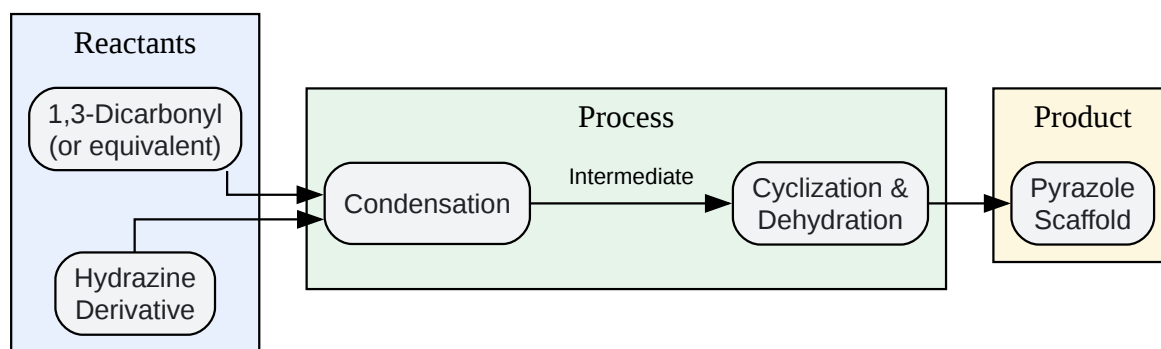 Reactants
1,3-Dicarbonyl
(or equivalent)
Hydrazine
Derivative
Process
Condensation
Intermediate
Cyclization &
Dehydration
Product
Pyrazole
Scaffold